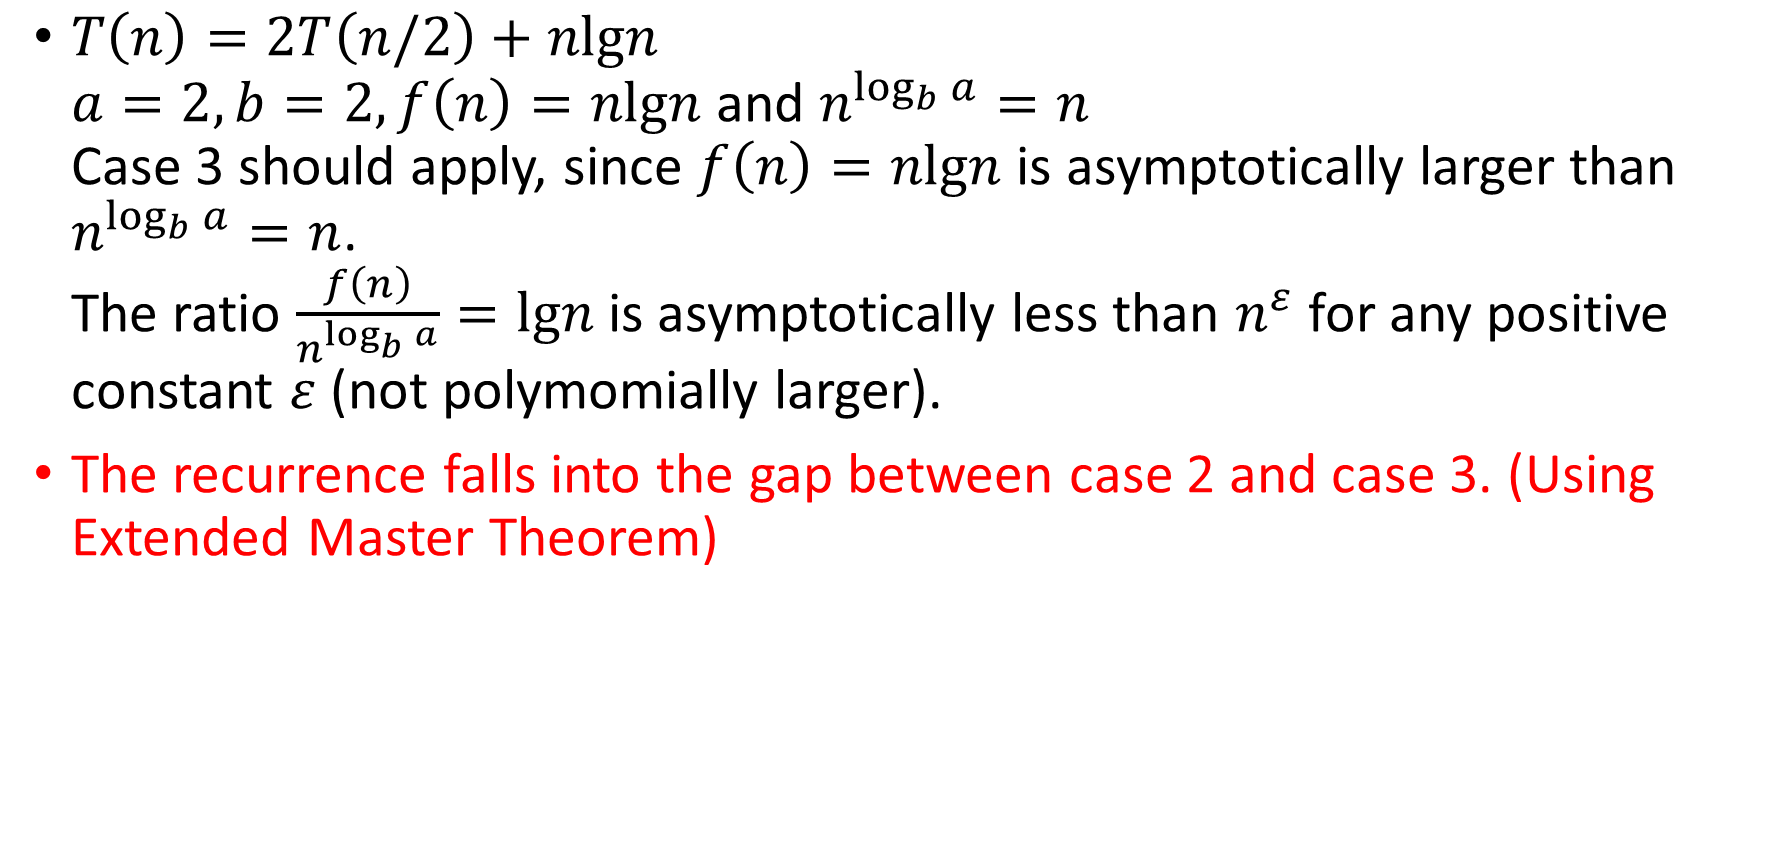 • T(n) = 2T(n/2) + nlgn
a = 2, b = 2, f(n) = nlgn and n^{log_b a} = n
Case 3 should apply, since f(n) = nlgn is asymptotically larger than
n^{log_b a} = n.
The ratio \frac{f(n)}{n^{log_b a}} = lgn is asymptotically less than n^ε for any positive
constant ε (not polymomially larger).
• The recurrence falls into the gap between case 2 and case 3. (Using
Extended Master Theorem)